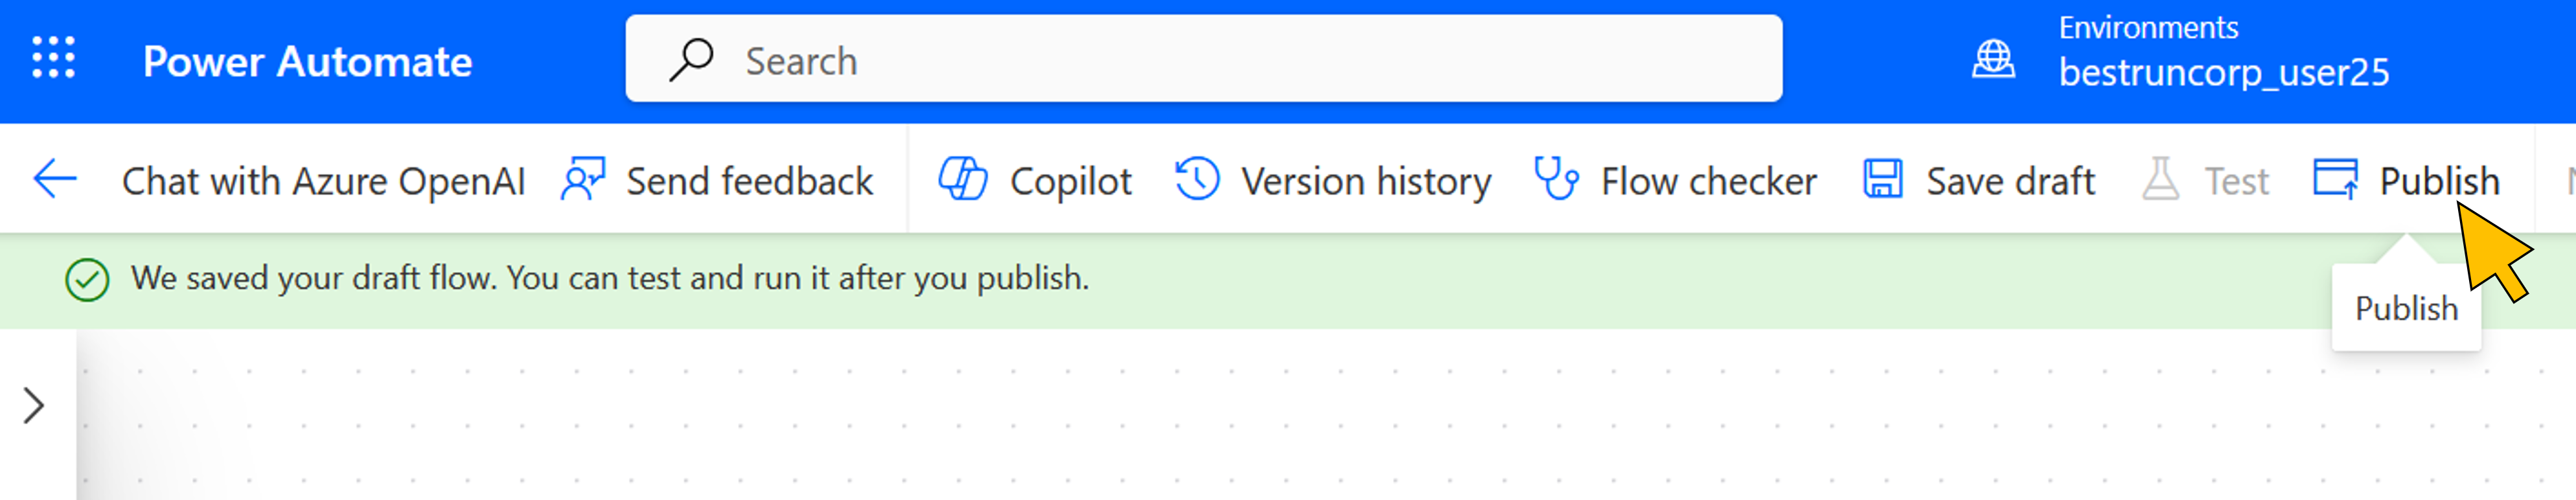 Power Automate
Search
Environments
bestruncorp_user25
Chat with Azure OpenAI
Send feedback
Copilot
Version history
Flow checker
Save draft
Test
Publish
We saved your draft flow. You can test and run it after you publish.
Publish